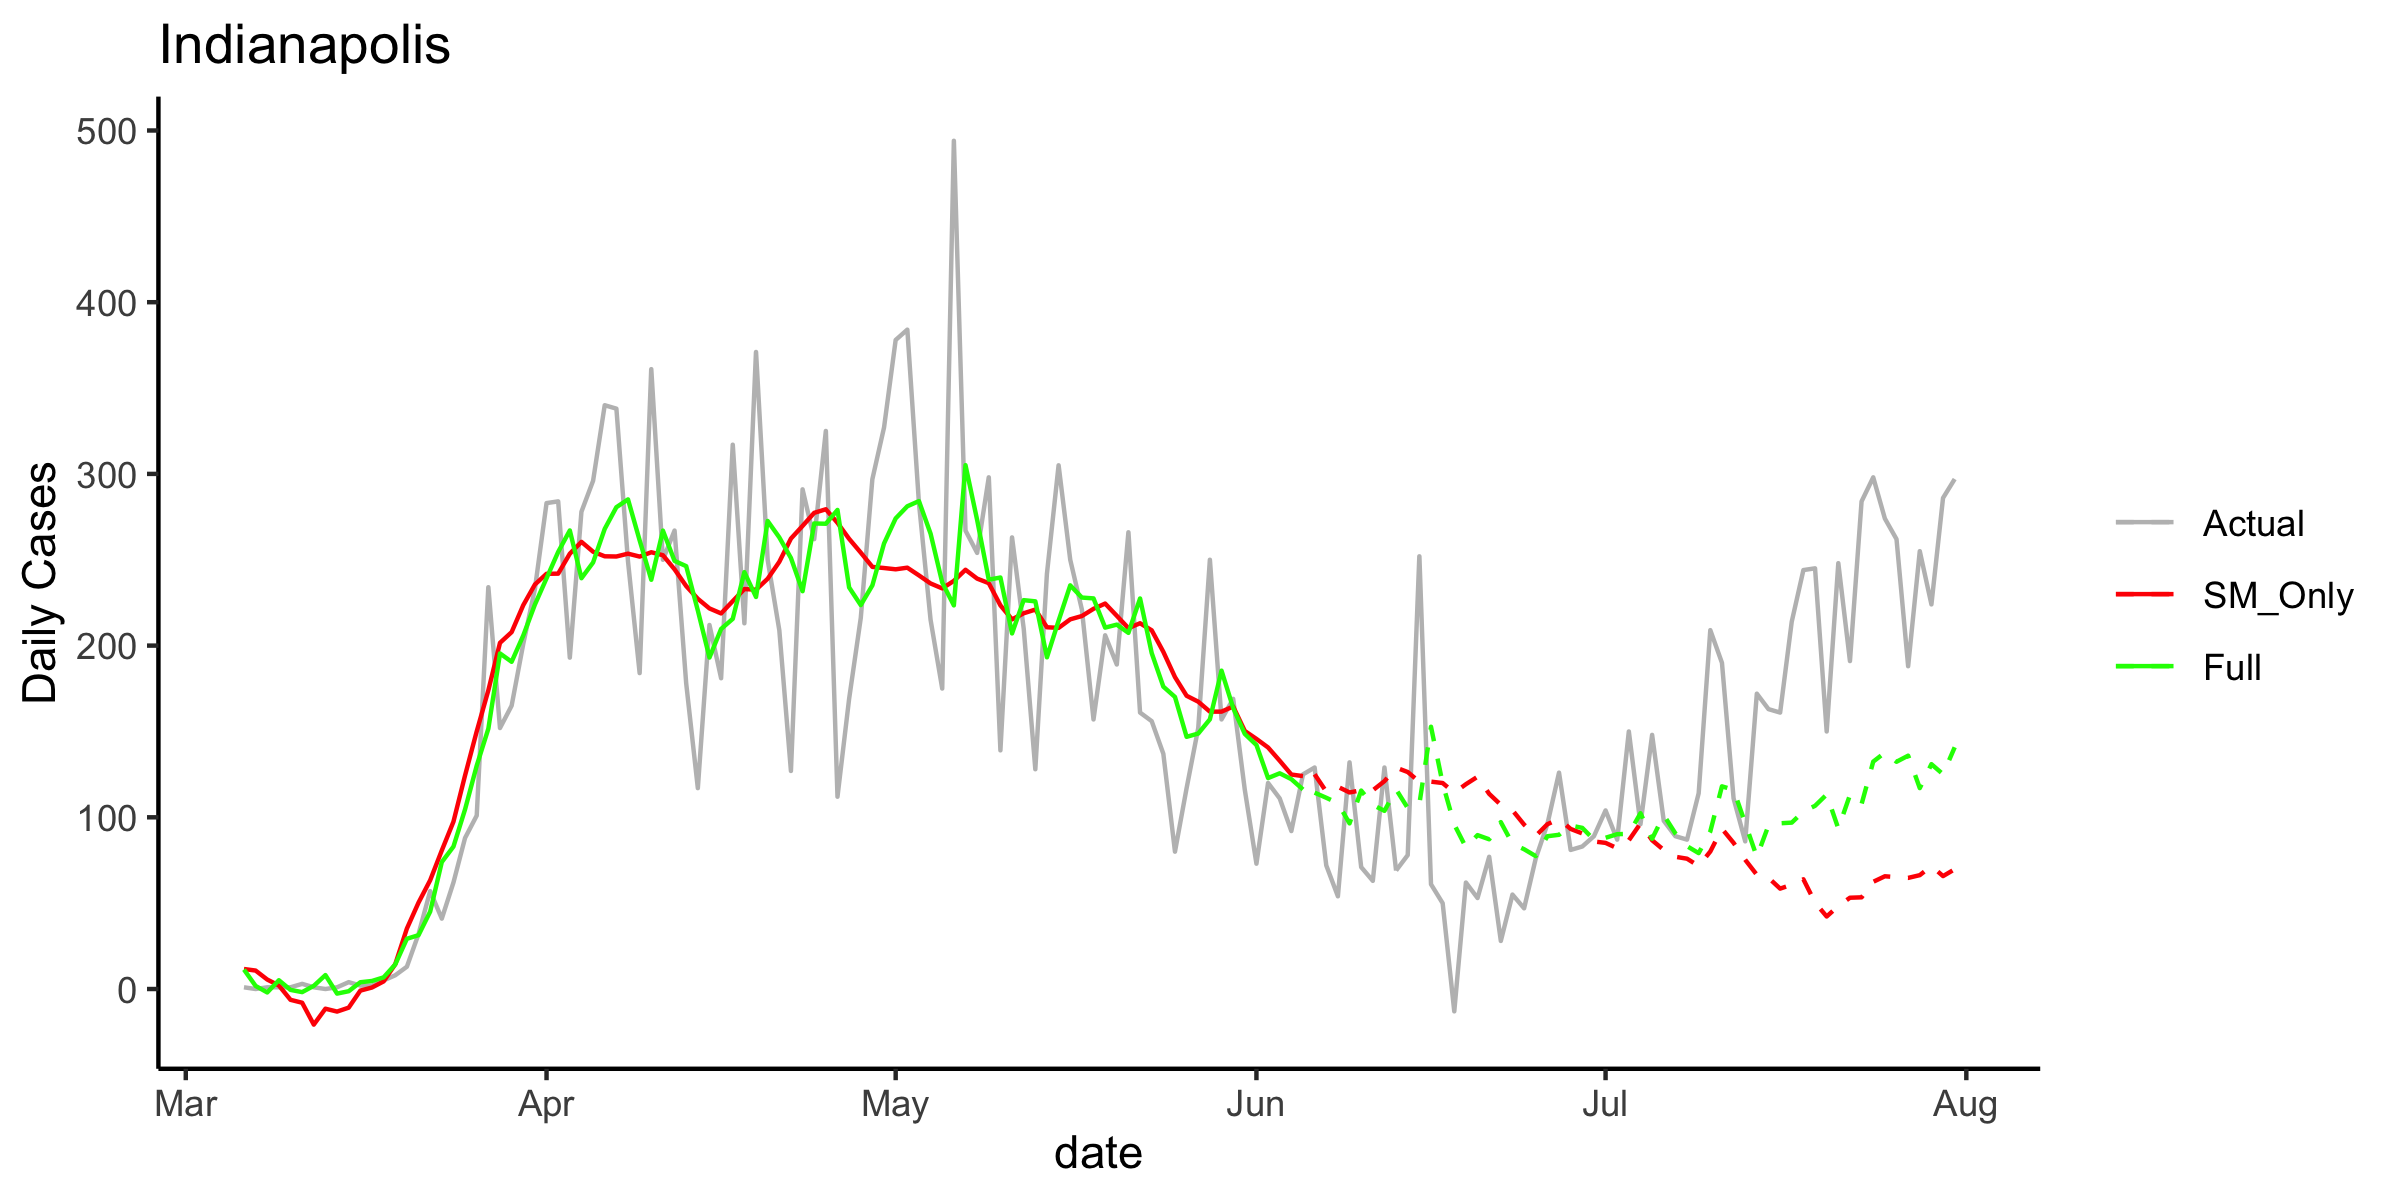 Indianapolis
500
400
300
200
100
0
Daily Cases
Mar Apr May Jun Jul Aug
date
Actual
SM_Only
Full